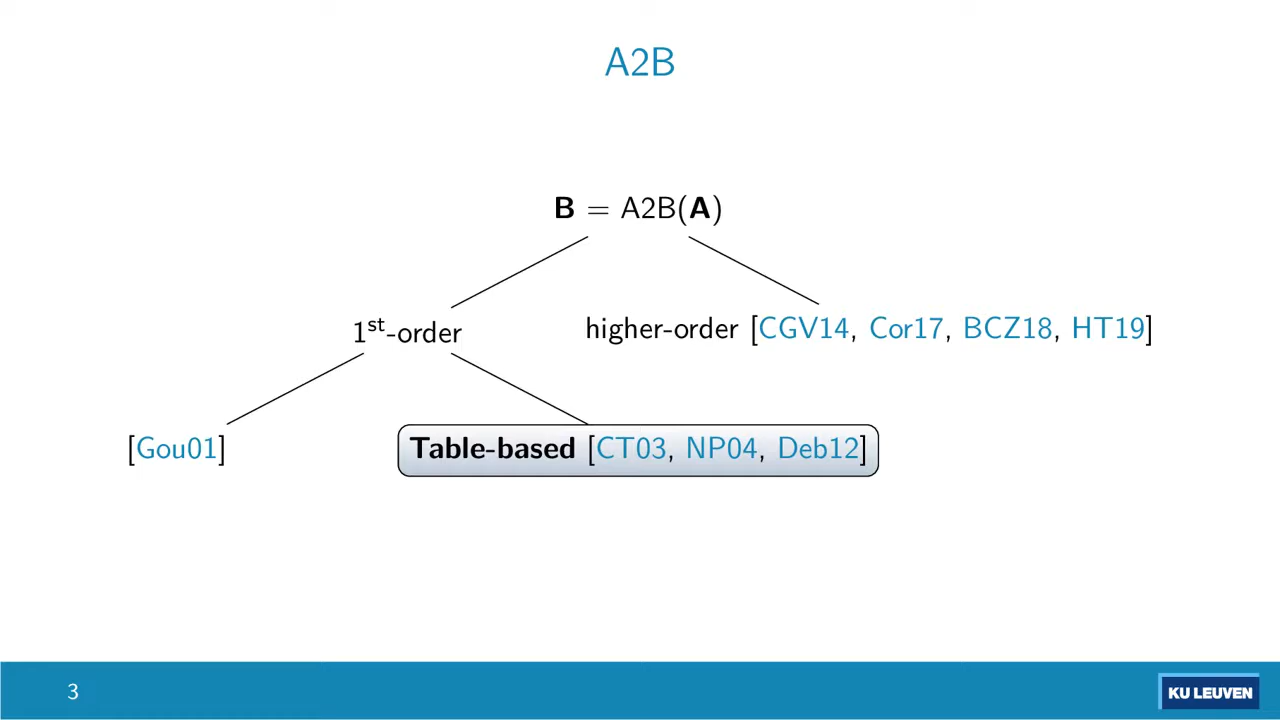 A2B
B = A2B(A)
1st-order
higher-order [CGV14, Cor17, BCZ18, HT19]
[Gou01]
Table-based [CT03, NP04, Deb12]
3
KU LEUVEN